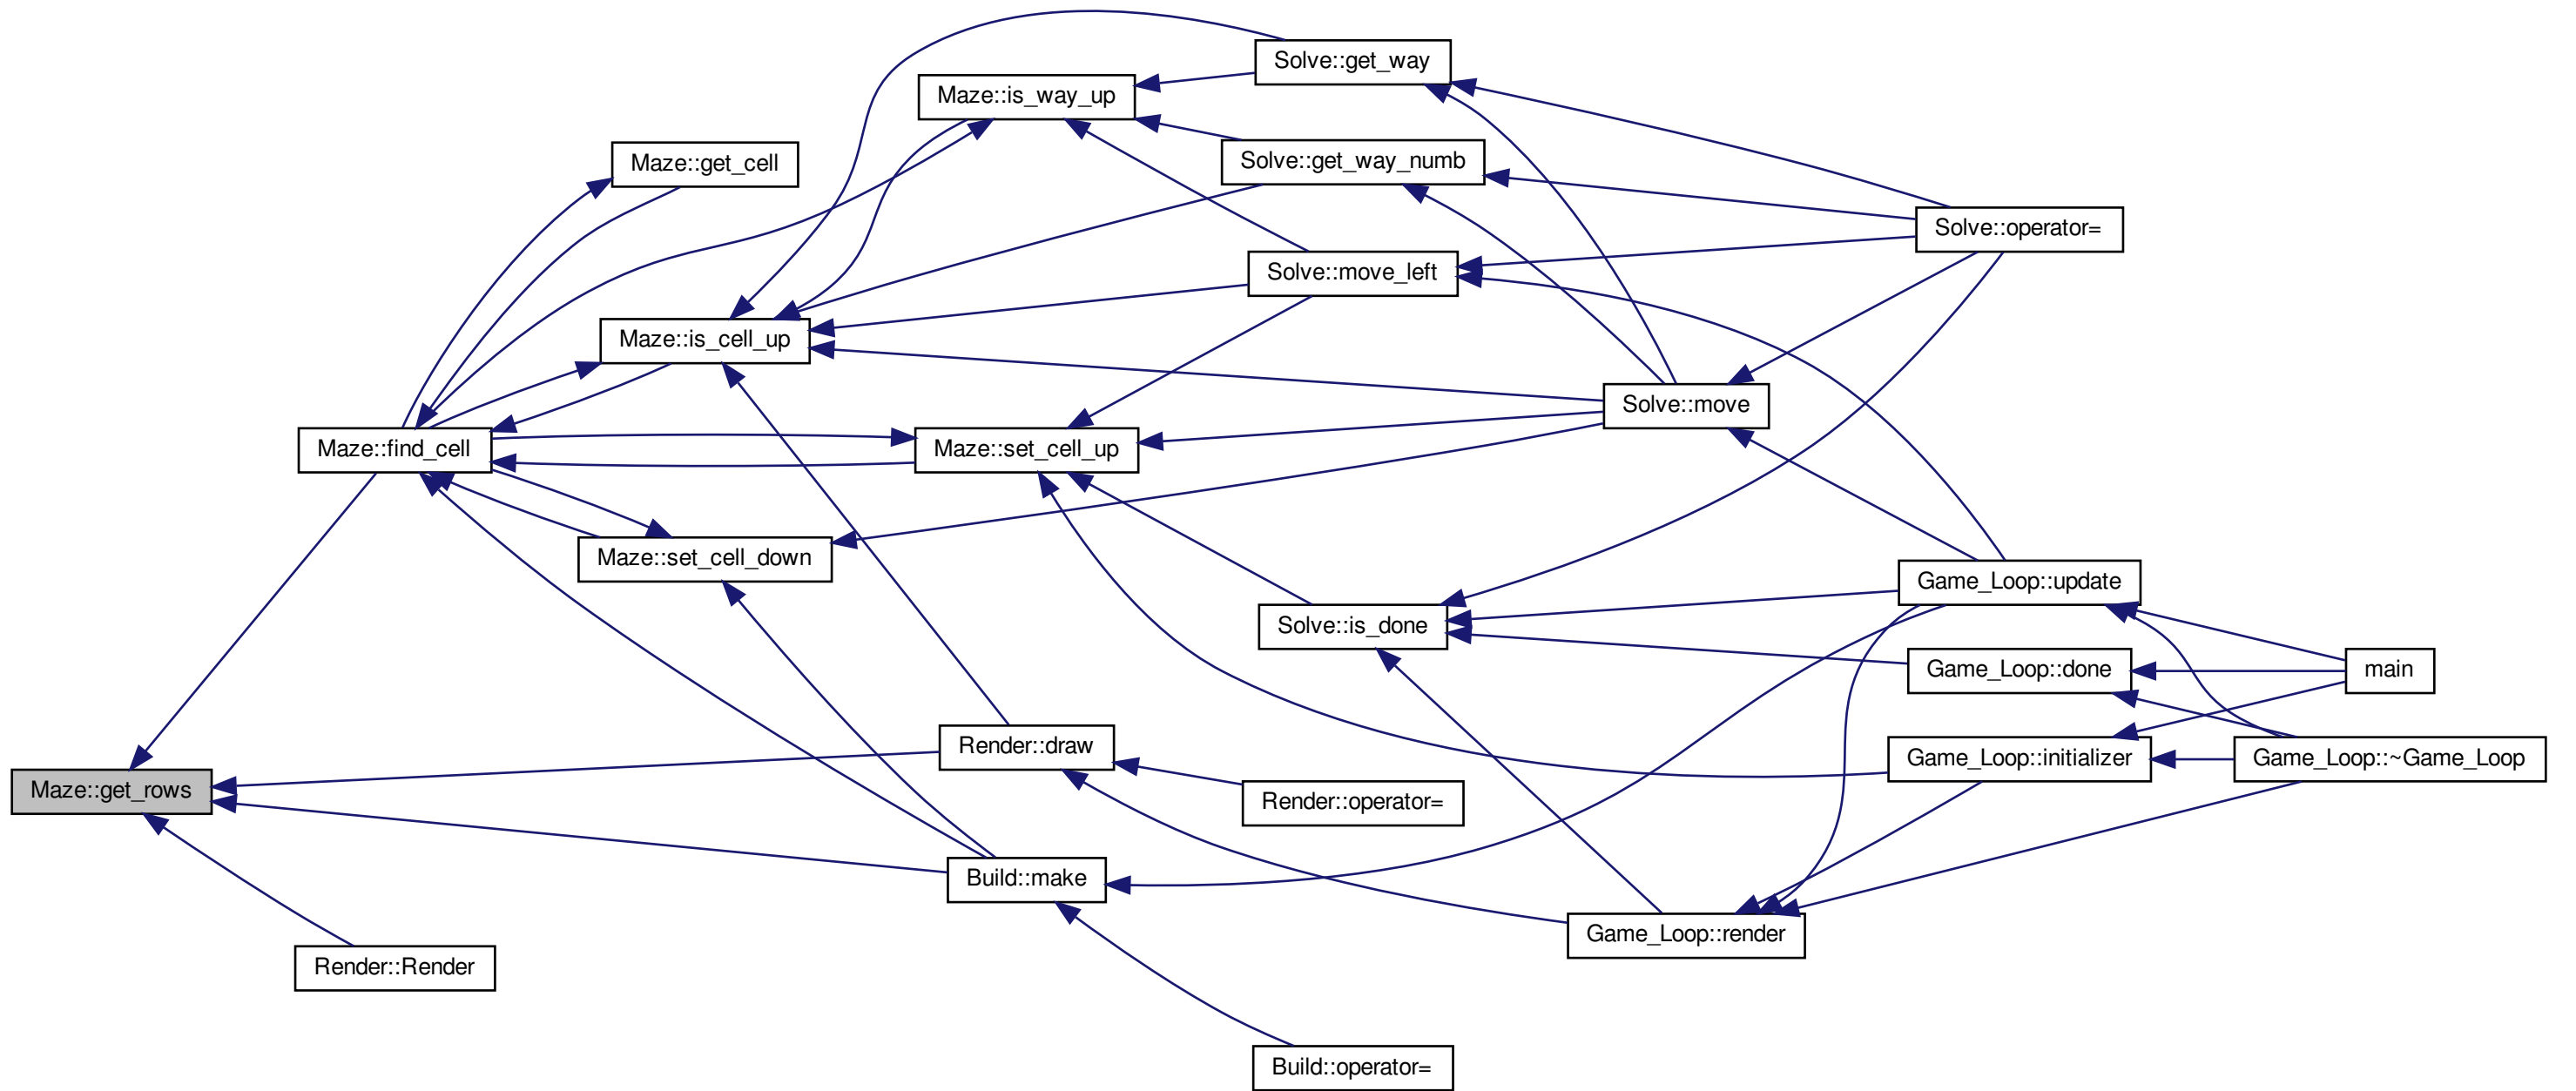 Solve::get_way
Maze::is_way_up
Maze::get_cell
Solve::get_way_numb
Solve::operator=
Solve::move_left
Maze::is_cell_up
Solve::move
Maze::find_cell
Maze::set_cell_up
Maze::set_cell_down
Game_Loop::update
Solve::is_done
Game_Loop::done
main
Render::draw
Game_Loop::initializer
Game_Loop::~Game_Loop
Maze::get_rows
Render::operator=
Build::make
Game_Loop::render
Render::Render
Build::operator=